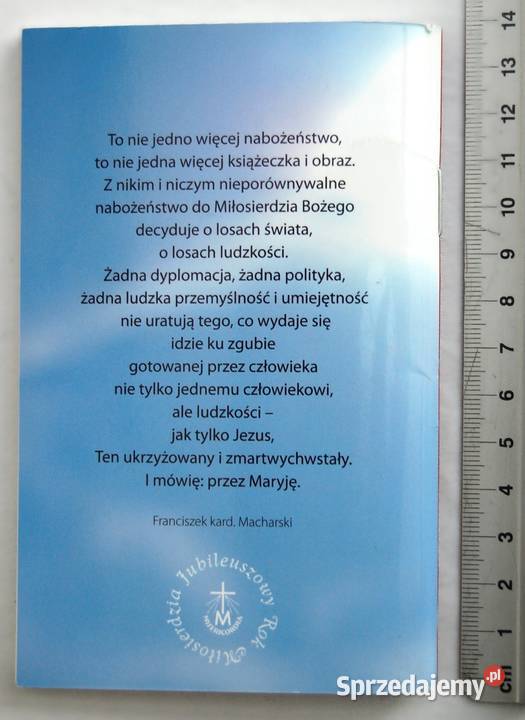 To nie jedno więcej nabożeństwo,
to nie jedna więcej książeczka i obraz.
Z nikim i niczym nieporównywalne
nabożeństwo do Miłosierdzia Bożego
decyduje o losach świata,
o losach ludzkości.
Żadna dyplomacja, żadna polityka,
żadna ludzka przemyślność i umiejętność
nie uratują tego, co wydaje się
idzie ku zgubie
gotowanej przez człowieka
nie tylko jednemu człowiekowi,
ale ludzkości –
jak tylko Jezus,
Ten ukrzyżowany i zmartwychwstały.
I mówię: przez Maryję.
Franciszek kard. Macharski
Jubileuszowy Rok Miłosierdzia
M
MISERICORDIA
14
13
12
11
10
9
8
7
6
5
4
3
2
1
cm
Sprzedajemy.pl